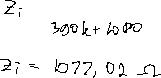 Zi
300k+1080
Zi = 1077,02 Ω